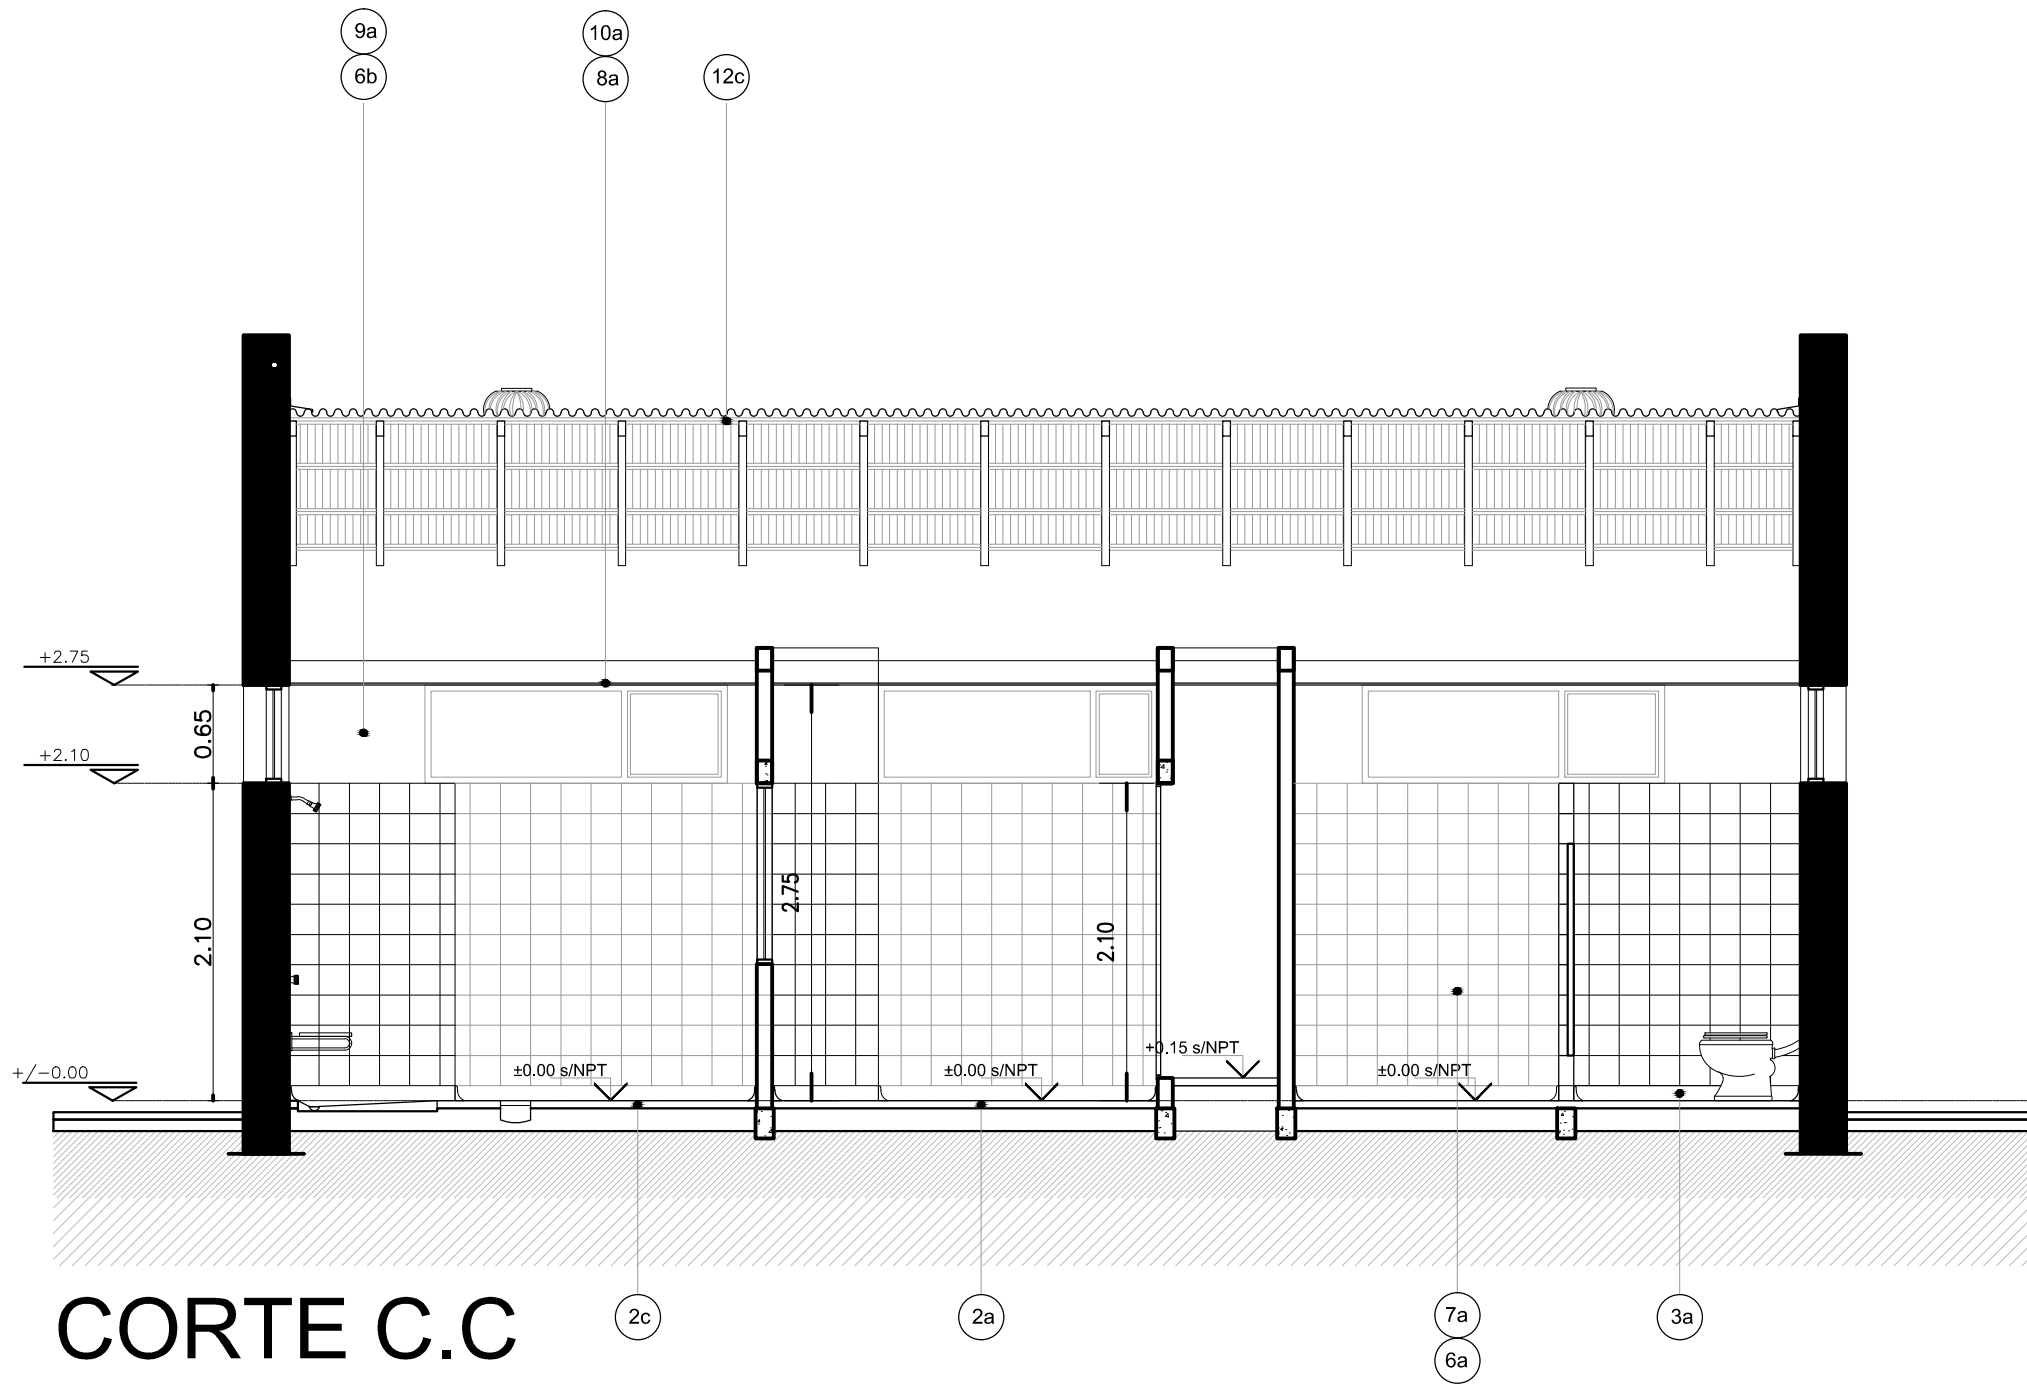 9a
10a
6b
8a
12c
+2.75
0.65
+2.10
2.75
2.10
2.10
+0.15 s/NPT
+/-0.00
±0.00 s/NPT
±0.00 s/NPT
±0.00 s/NPT
2c
2a
7a
3a
6a
CORTE C.C